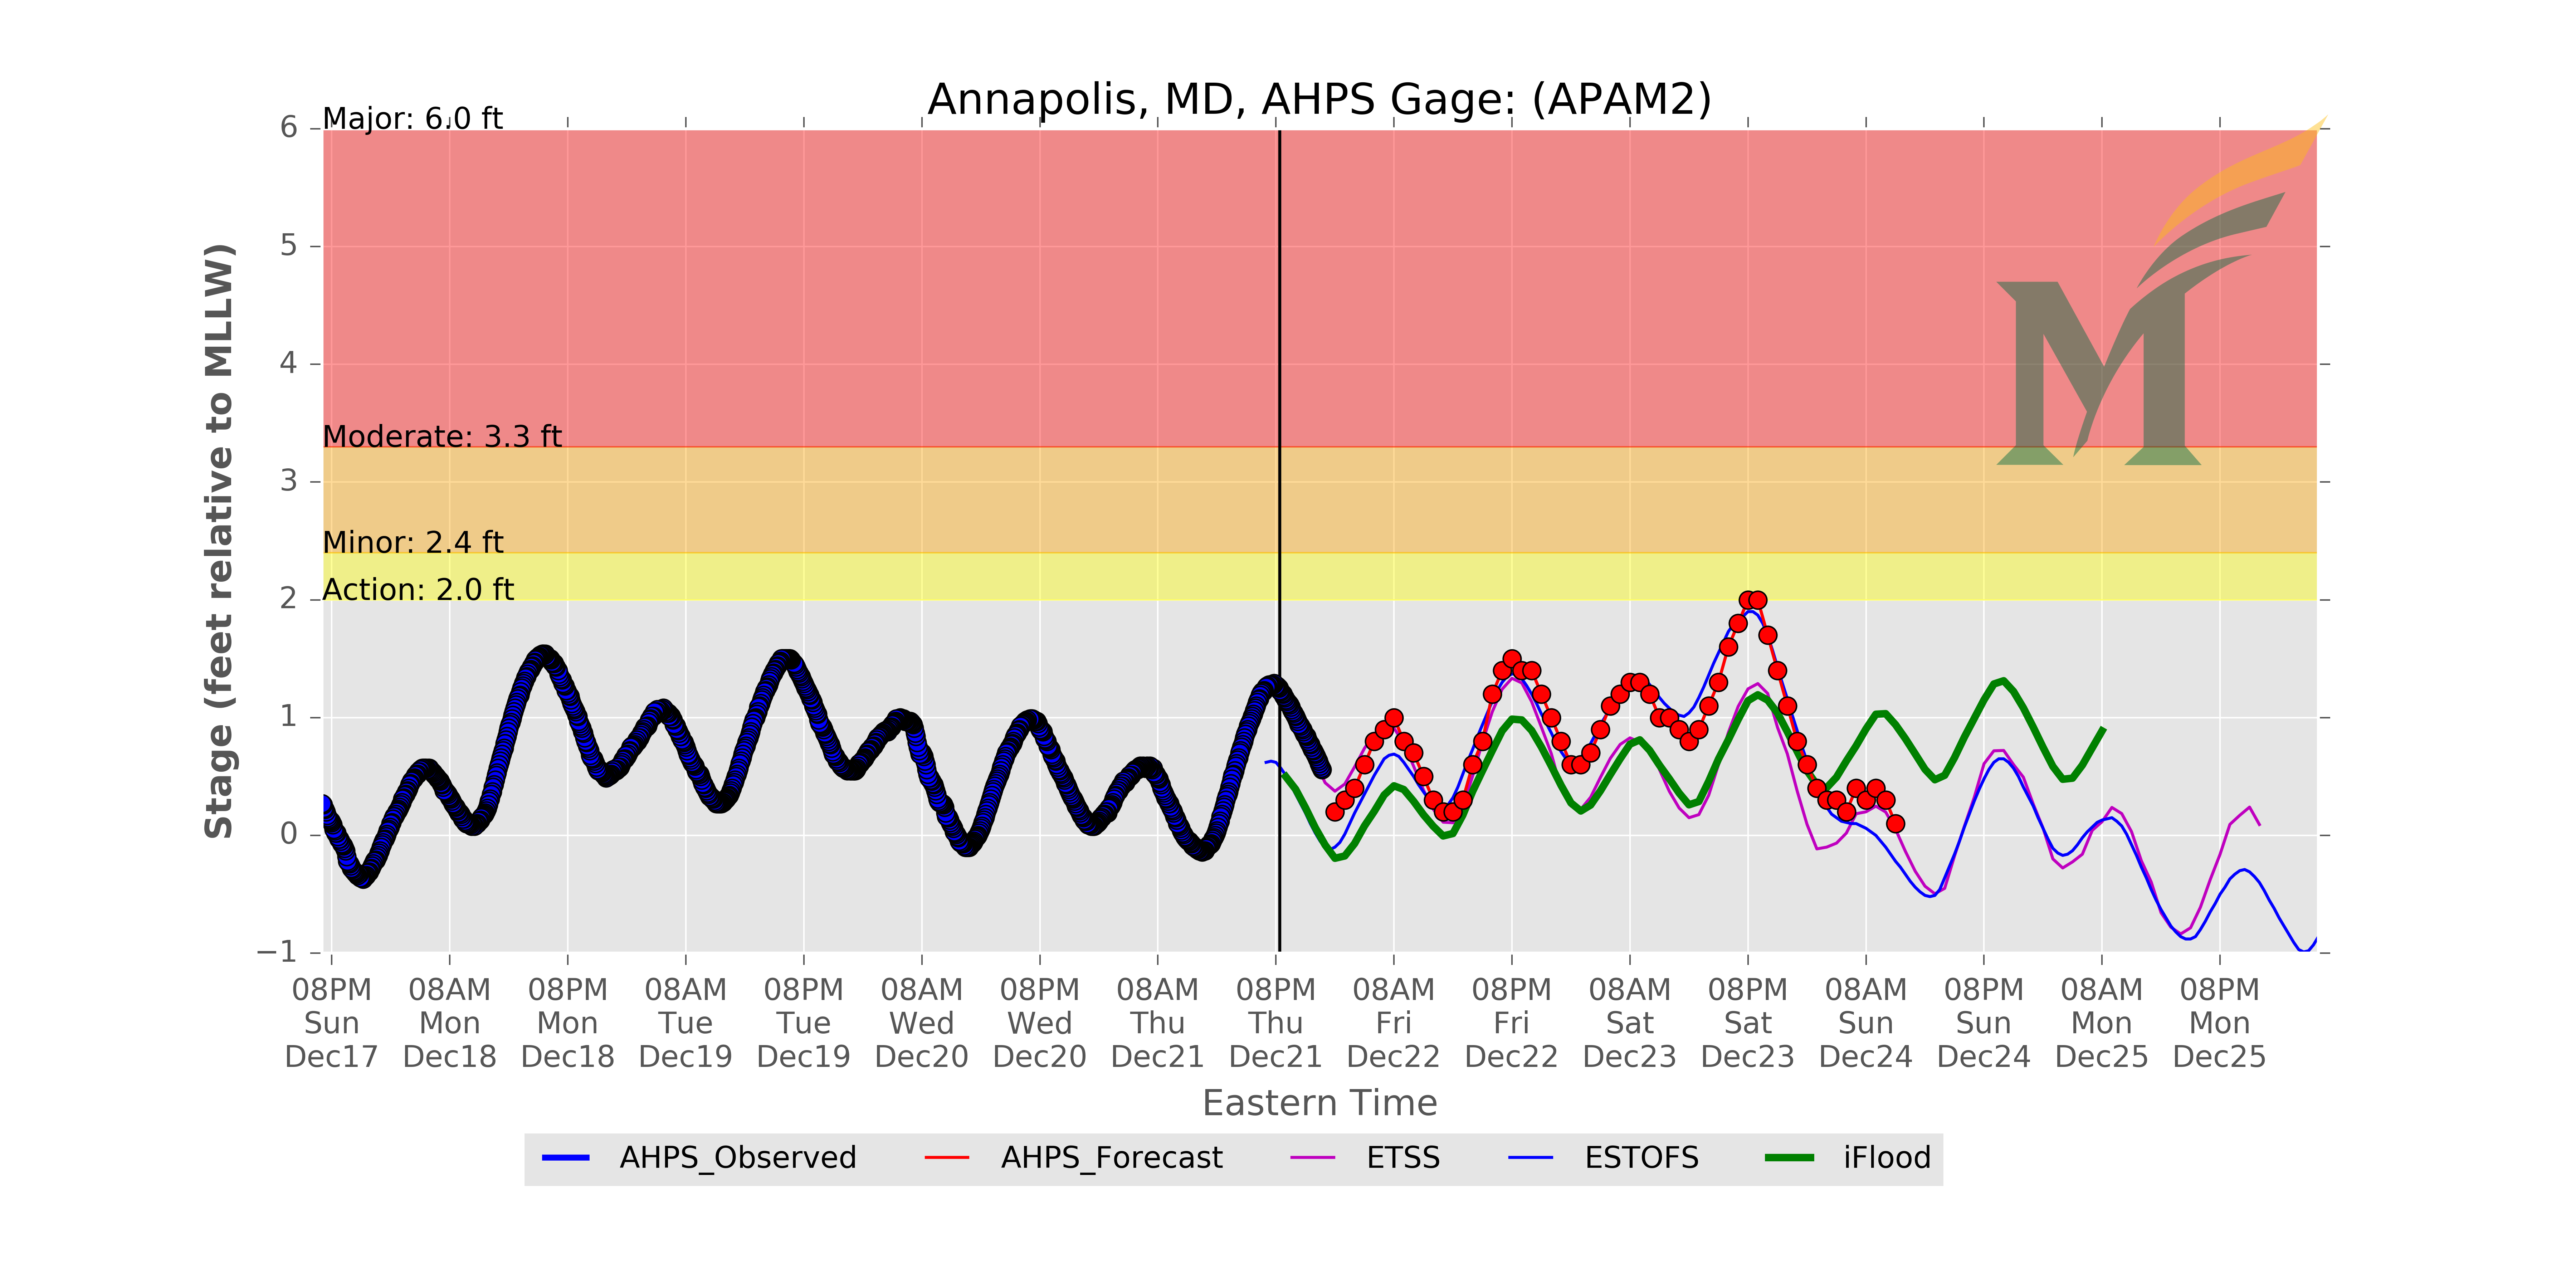 Annapolis, MD, AHPS Gage: (APAM2)
Major: 6.0 ft
Moderate: 3.3 ft
Minor: 2.4 ft
Action: 2.0 ft
Stage (feet relative to MLLW)
6
5
4
3
2
1
0
−1
08PM 08AM 08PM 08AM 08PM 08AM 08PM 08AM 08PM 08AM 08PM 08AM 08PM 08AM 08PM 08AM 08PM
Sun Mon Mon Tue Tue Wed Wed Thu Thu Fri Fri Sat Sat Sun Sun Mon Mon
Dec17 Dec18 Dec18 Dec19 Dec19 Dec20 Dec20 Dec21 Dec21 Dec22 Dec22 Dec23 Dec23 Dec24 Dec24 Dec25 Dec25
Eastern Time
AHPS_Observed AHPS_Forecast ETSS ESTOFS iFlood
M